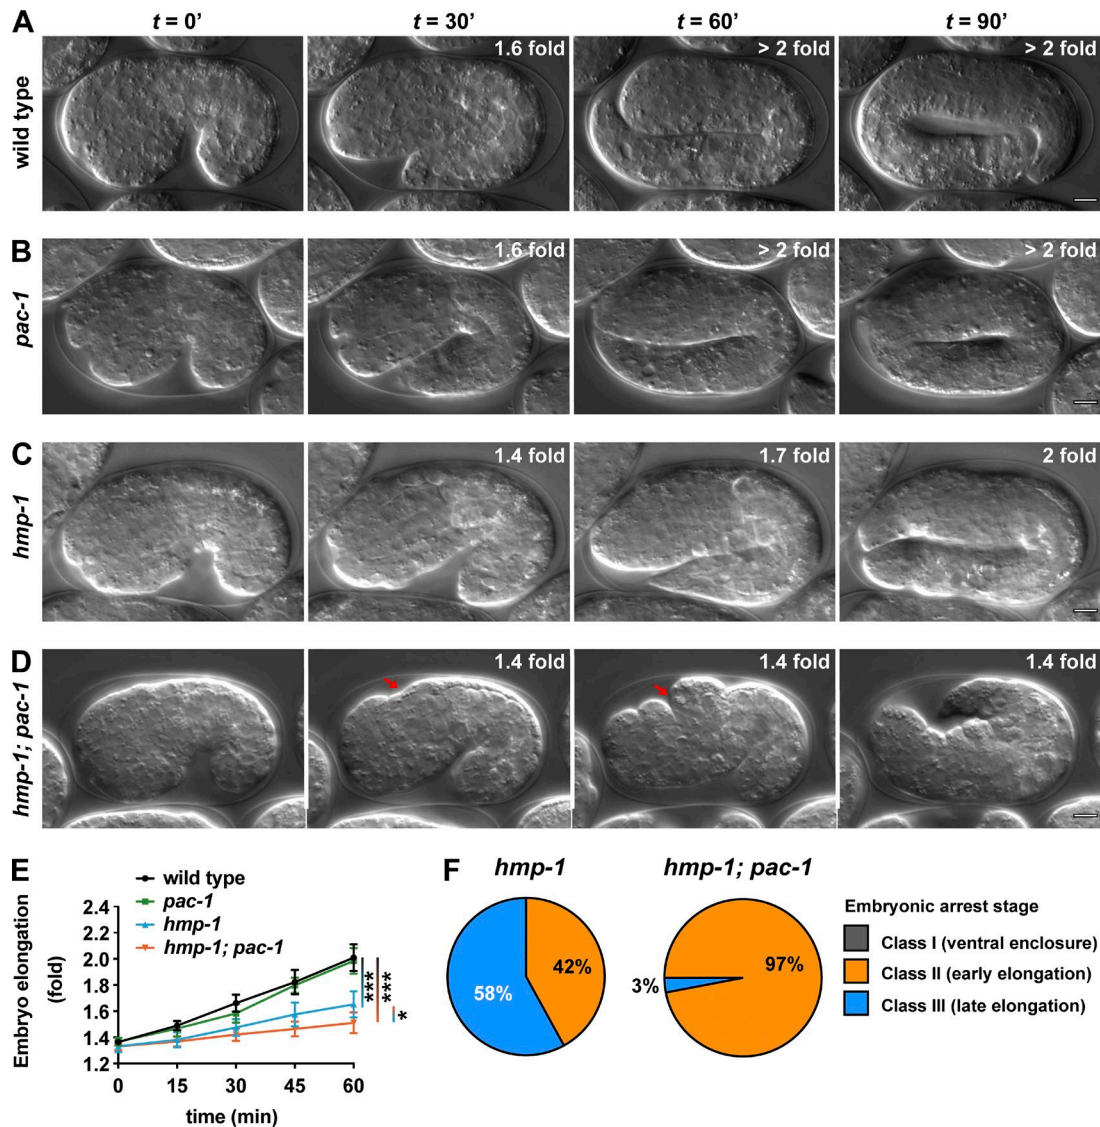 A
t = 0’
t = 30’
t = 60’
t = 90’
wild type
1.6 fold
> 2 fold
> 2 fold
B
pac-1
1.6 fold
> 2 fold
> 2 fold
C
hmp-1
1.4 fold
1.7 fold
2 fold
D
hmp-1; pac-1
1.4 fold
1.4 fold
1.4 fold
E
wild type
pac-1
hmp-1
hmp-1; pac-1
Embryo elongation
(fold)
2.4
2.2
2.0
1.8
1.6
1.4
1.2
0
15
30
45
60
time (min)
***
***
*
F
hmp-1
hmp-1; pac-1
42%
58%
97%
3%
Embryonic arrest stage
Class I (ventral enclosure)
Class II (early elongation)
Class III (late elongation)